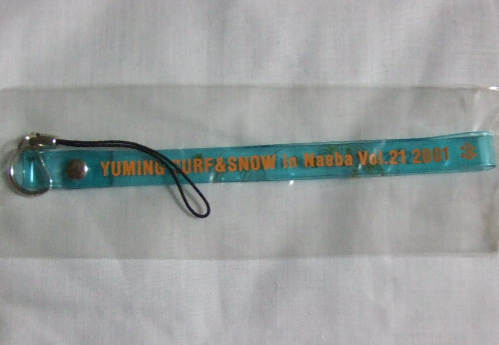 YUMING SURF&SNOW in Naeba Vol.21 2001